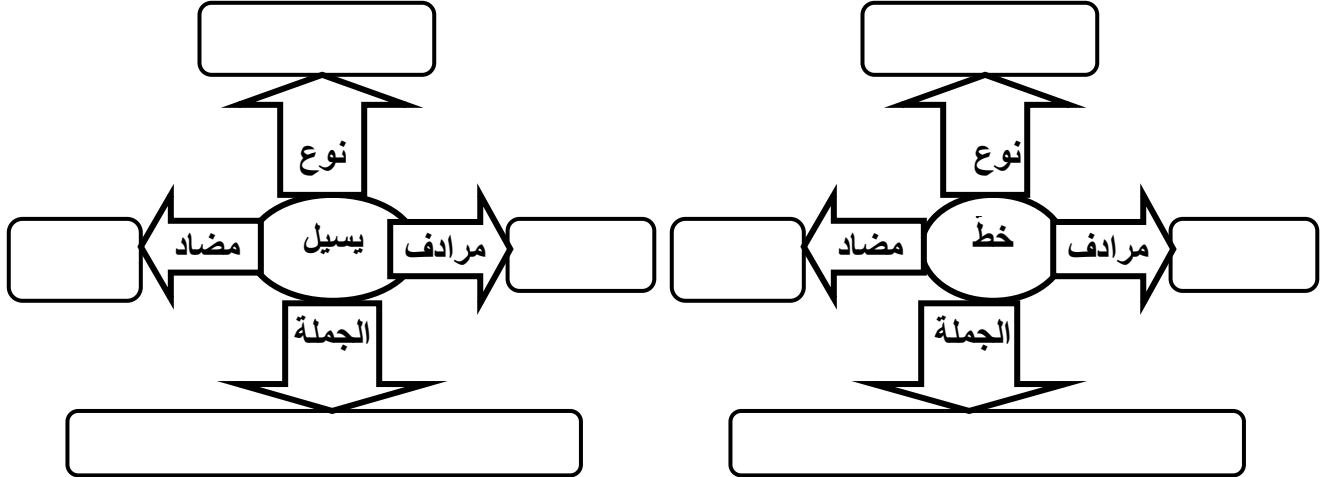 نوع
مرادف
خطّ
مضاد
الجملة
نوع
مرادف
يسيل
مضاد
الجملة